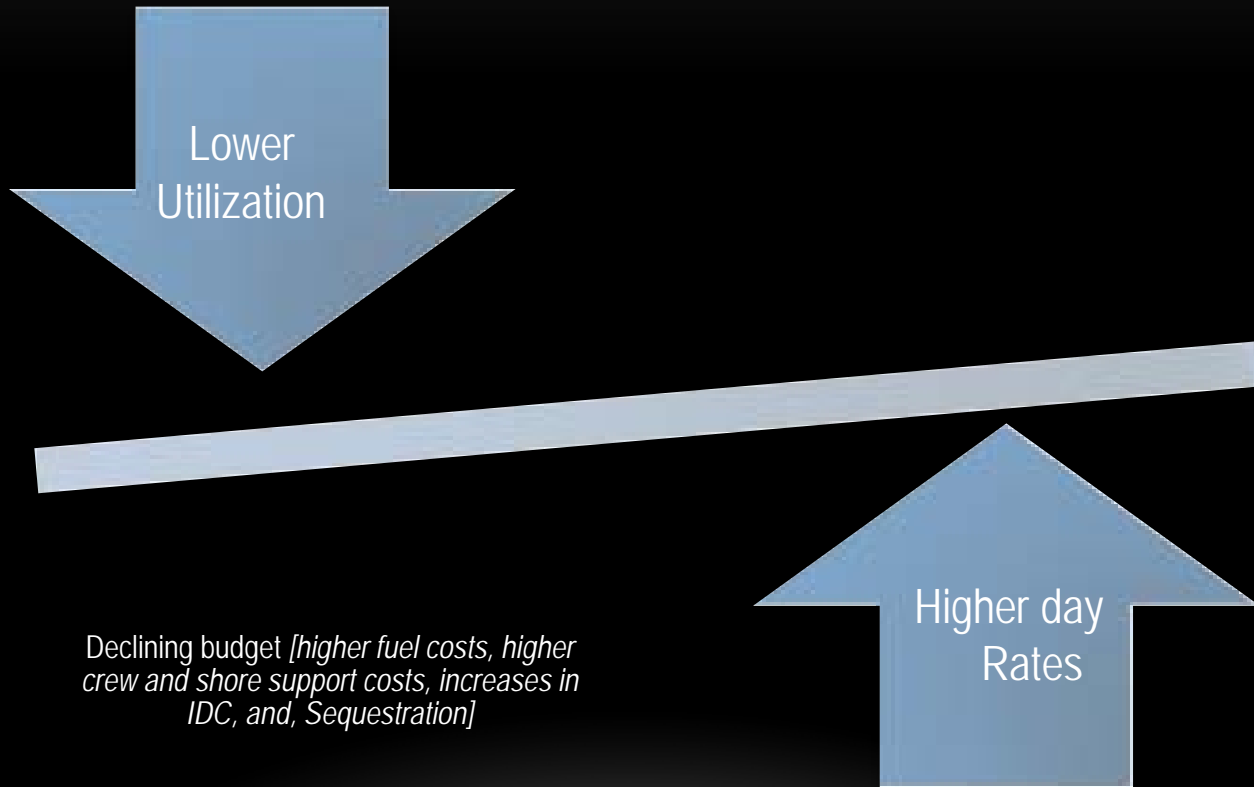 Lower
Utilization
Higher day
Rates
Declining budget [higher fuel costs, higher
crew and shore support costs, increases in
IDC, and, Sequestration]